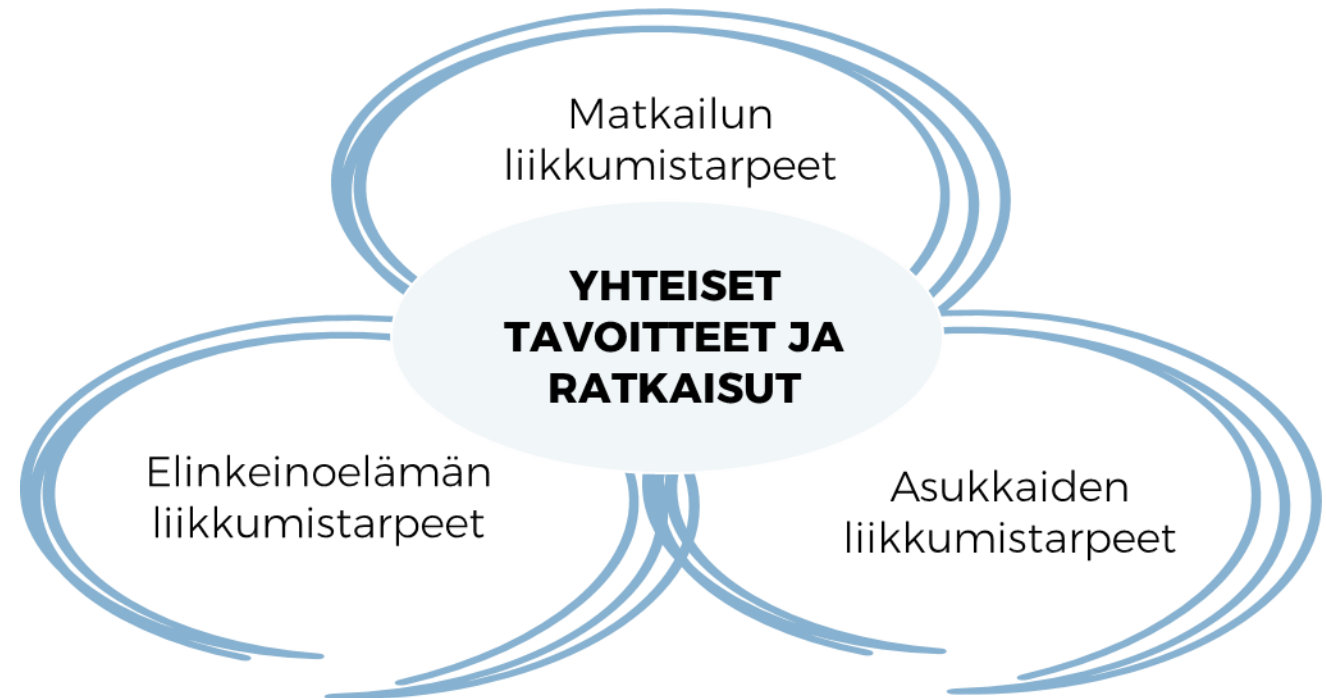 Matkailun
liikkumistarpeet
YHTEISET
TAVOITTEET JA
RATKAISUT
Elinkeinoelämän
liikkumistarpeet
Asukkaiden
liikkumistarpeet